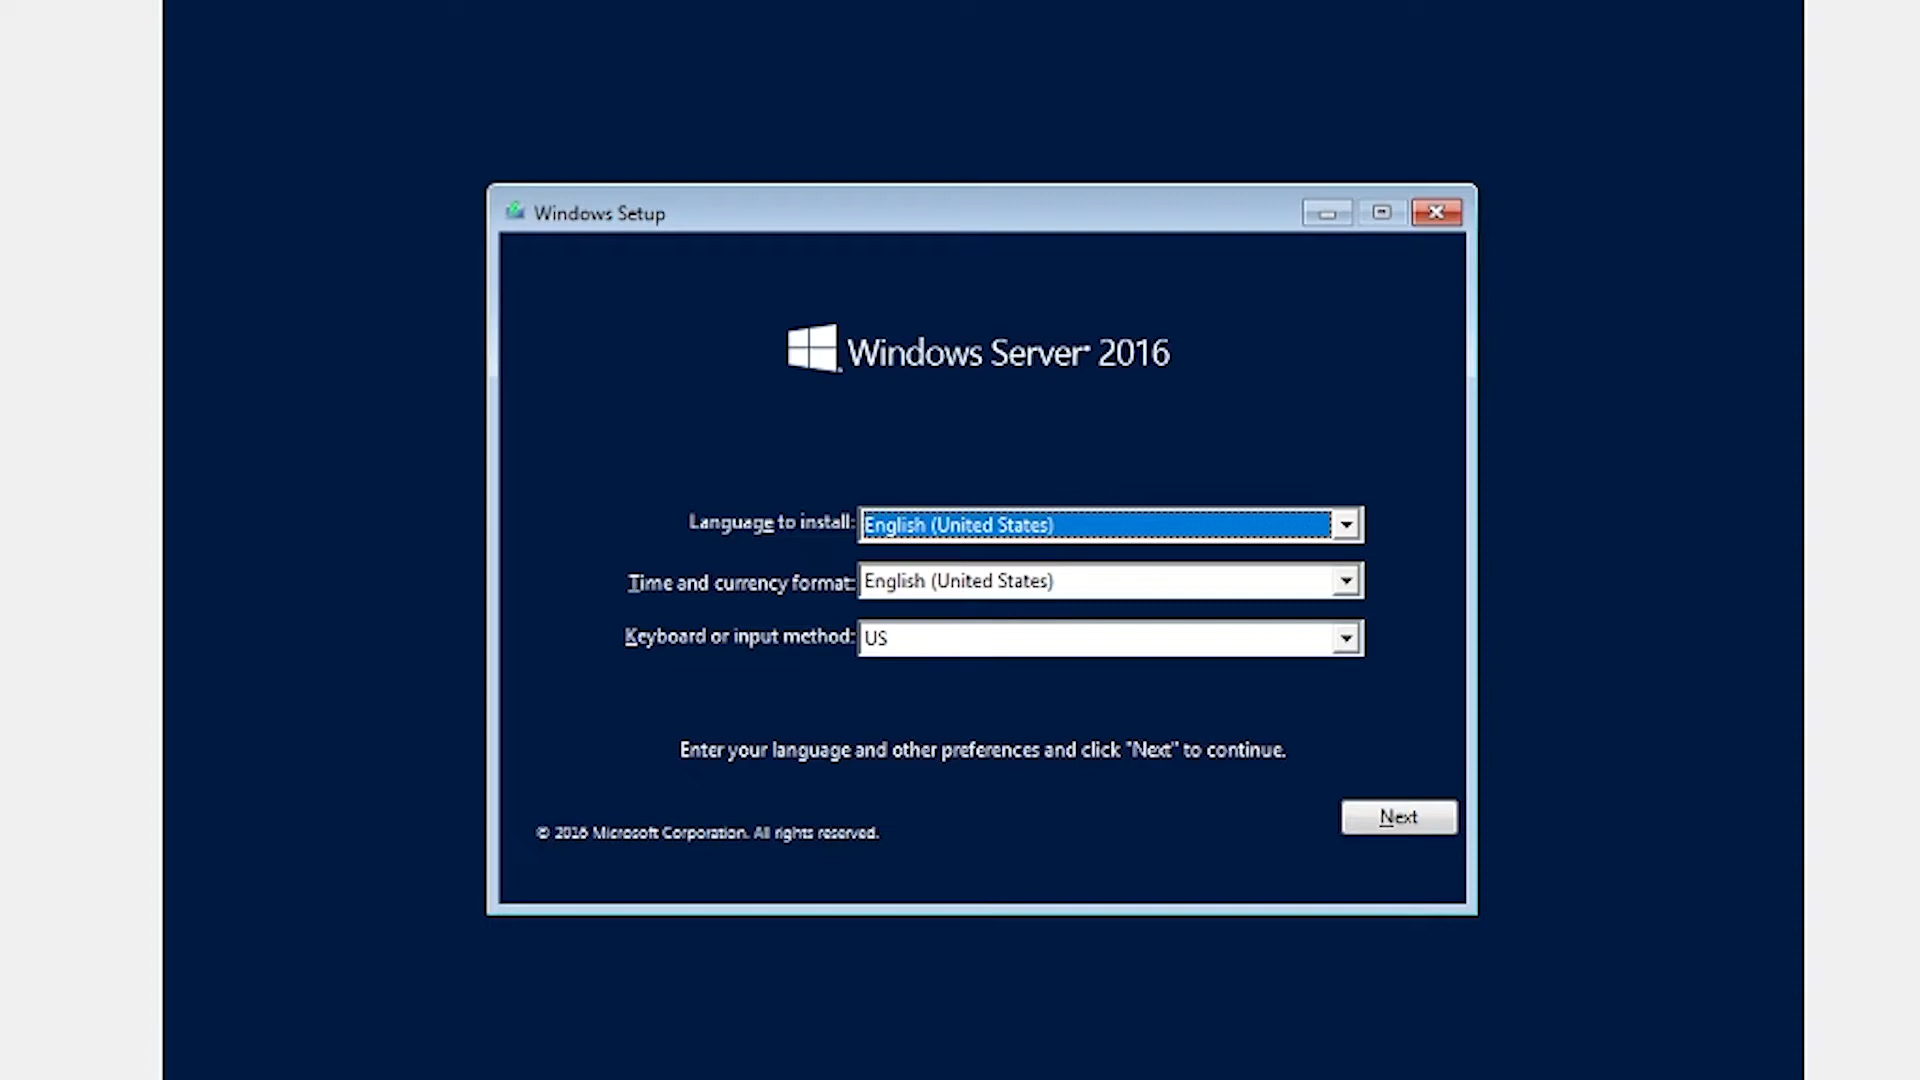 Windows Setup
Windows Server 2016
Language to install: English (United States)
Time and currency format: English (United States)
Keyboard or input method: US
Enter your language and other preferences and click "Next" to continue.
Next
© 2016 Microsoft Corporation. All rights reserved.